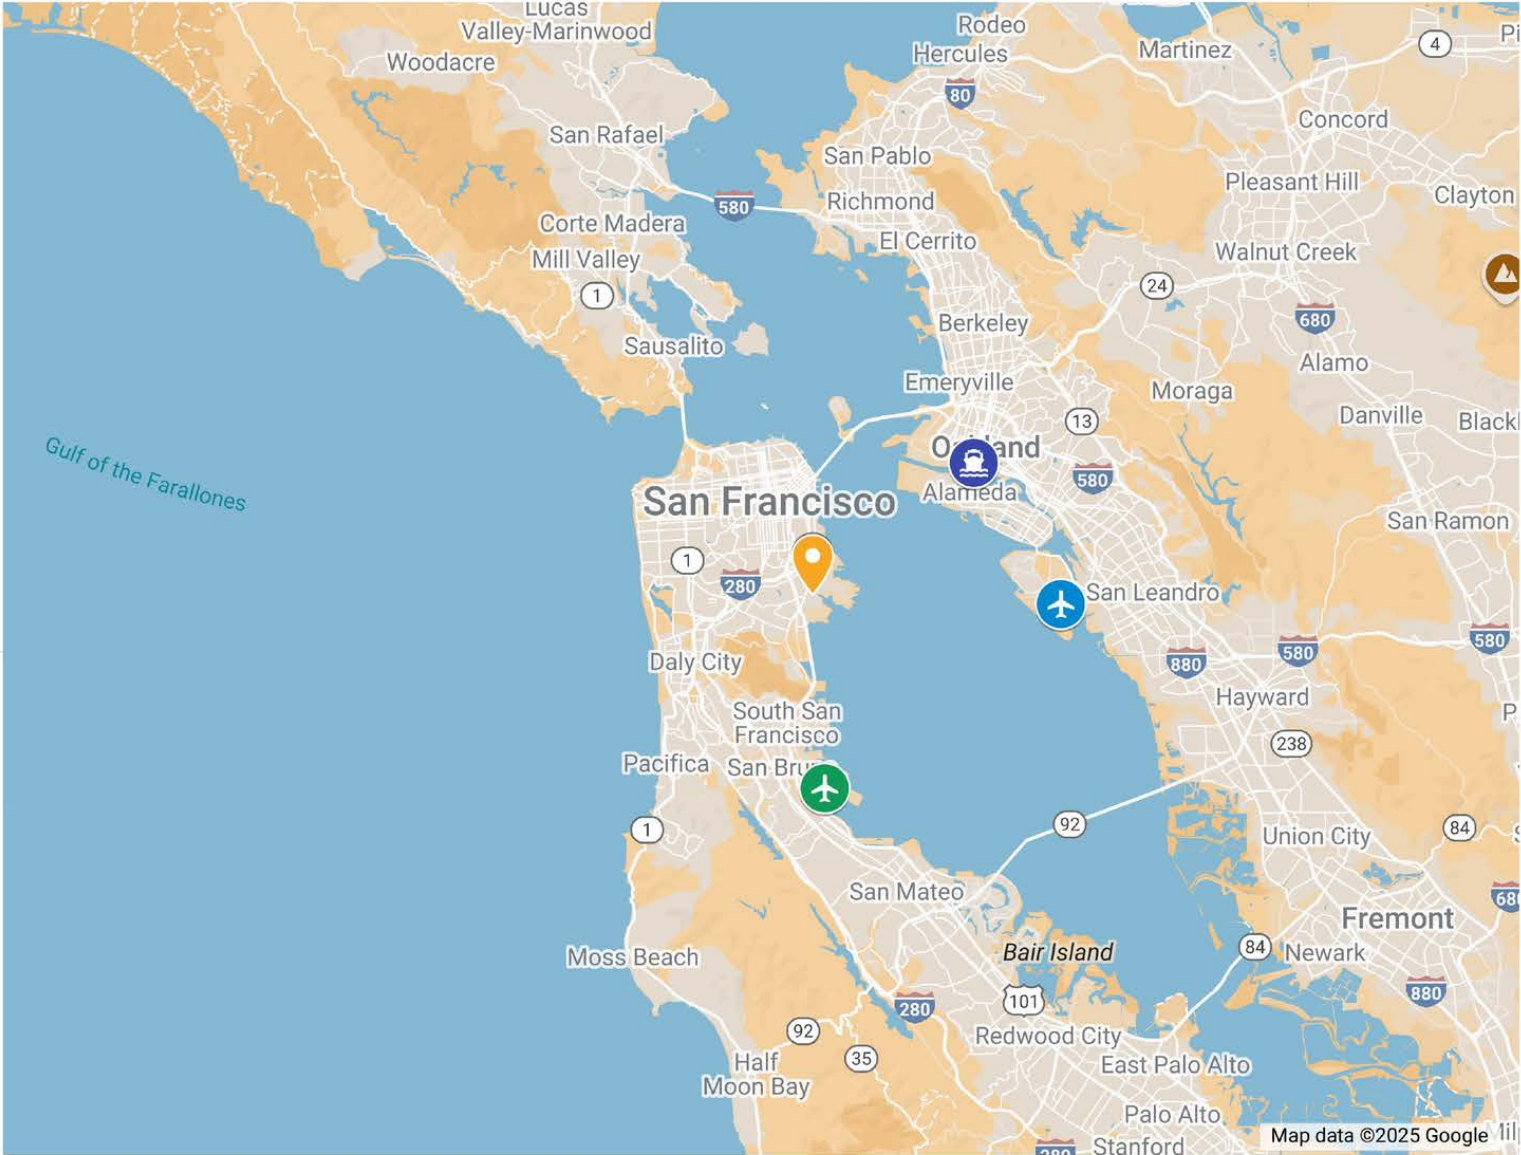 Lucas
Valley-Marinwood
Rodeo
Hercules
Martinez
4
Woodacre
80
Concord
San Rafael
San Pablo
Pleasant Hill
Clayton
Richmond
580
Corte Madera
El Cerrito
Mill Valley
Walnut Creek
1
24
680
Berkeley
Sausalito
Alamo
Emeryville
Moraga
Danville
13
Gulf of the Farallones
580
Alameda
San Francisco
San Ramon
1
280
San Leandro
580
580
Daly City
880
Hayward
South San
Francisco
238
Pacifica
92
1
84
Union City
San Mateo
Fremont
84
Newark
Bair Island
Moss Beach
880
101
280
92
Redwood City
35
Half
Moon Bay
East Palo Alto
Palo Alto
Map data ©2025 Google
Stanford